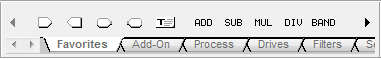 T ADD SUB MUL DIV BAND
Favorites Add-On Process Drives Filters